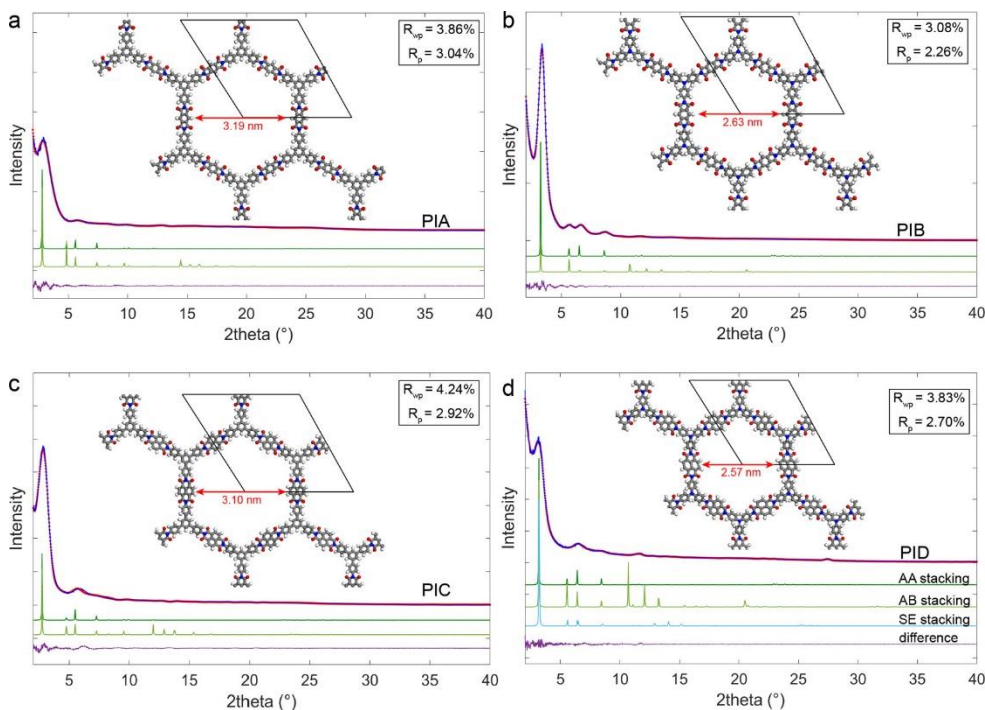 a
R_wp = 3.86%
R_p = 3.04%
3.19 nm
PIA
Intensity
5 10 15 20 25 30 35 40
2theta (°)
b
R_wp = 3.08%
R_p = 2.26%
2.63 nm
PIB
Intensity
5 10 15 20 25 30 35 40
2theta (°)
c
R_wp = 4.24%
R_p = 2.92%
3.10 nm
PIC
Intensity
5 10 15 20 25 30 35 40
2theta (°)
d
R_wp = 3.83%
R_p = 2.70%
2.57 nm
PID
AA stacking
AB stacking
SE stacking
difference
Intensity
5 10 15 20 25 30 35 40
2theta (°)